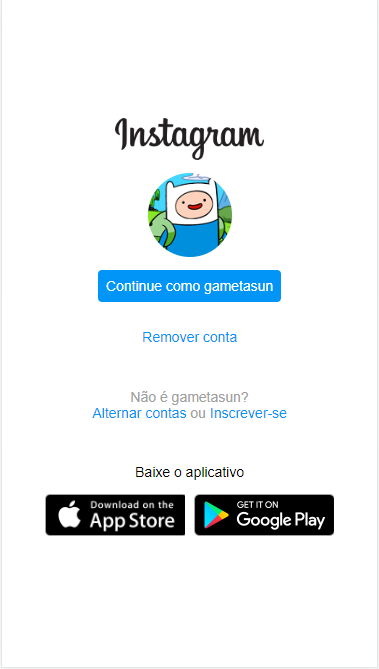 Instagram
Continue como gametasun
Remover conta
Não é gametasun?
Alternar contas ou Inscrever-se
Baixe o aplicativo
Download on the
App Store
GET IT ON
Google Play